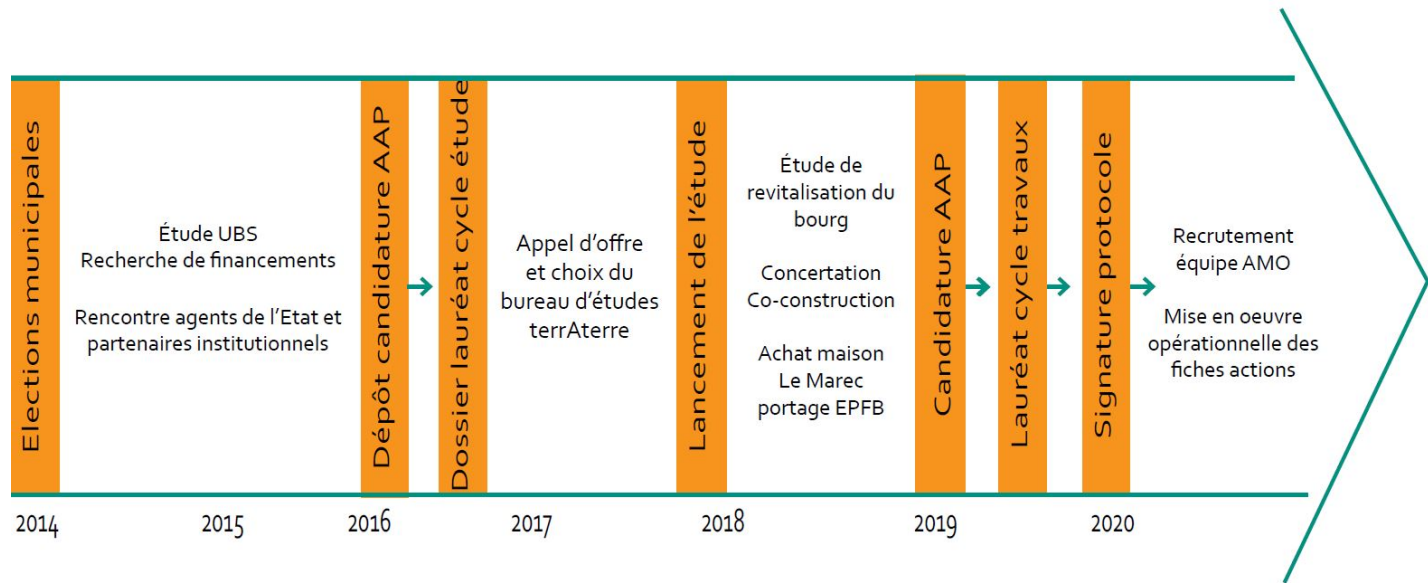 Elections municipales
Étude UBS
Recherche de financements
Rencontre agents de l'Etat et
partenaires institutionnels
Dépôt candidature AAP
Dossier lauréat cycle étude
Appel d'offre
et choix du
bureau d'études
terrAterre
Lancement de l'étude
Étude de
revitalisation du
bourg
Concertation
Co-construction
Achat maison
Le Marec
portage EPFB
Candidature AAP
Lauréat cycle travaux
Signature protocole
Recrutement
équipe AMO
Mise en oeuvre
opérationnelle des
fiches actions
2014
2015
2016
2017
2018
2019
2020